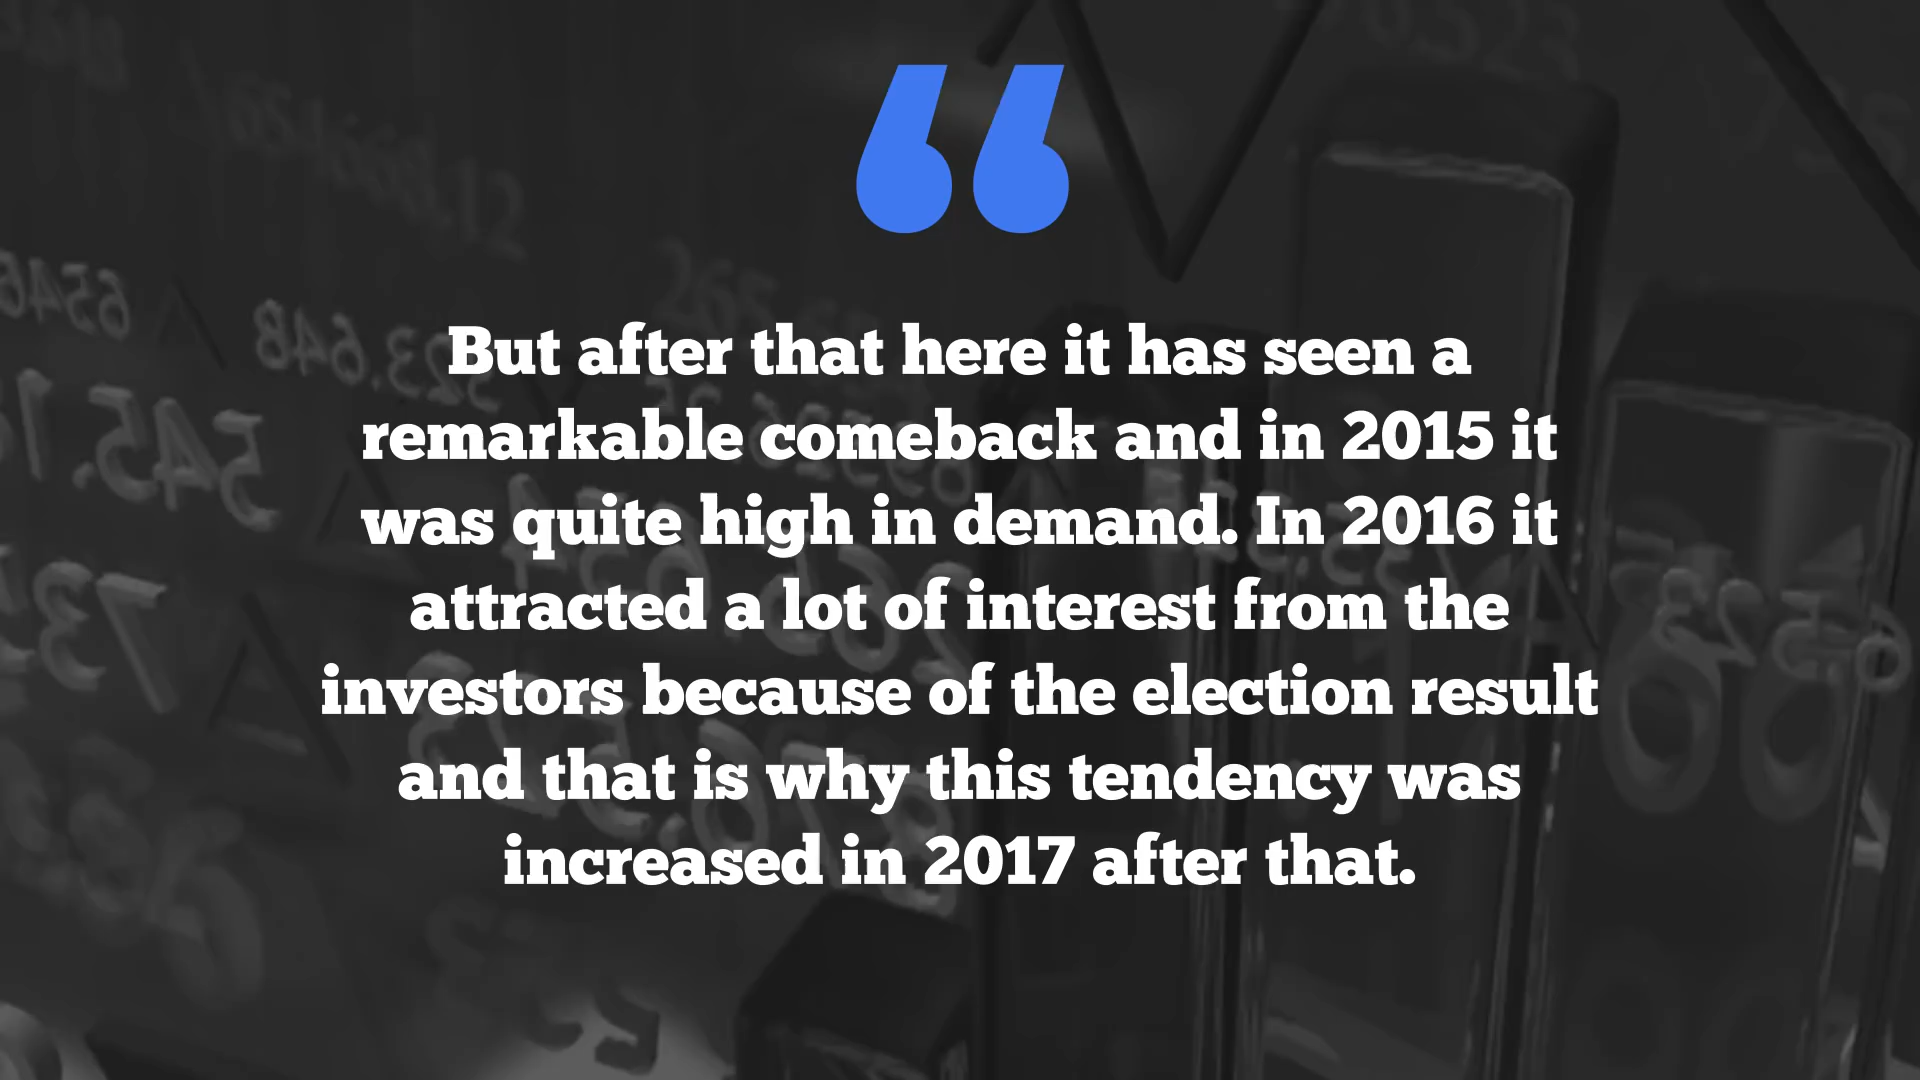 “
But after that here it has seen a
remarkable comeback and in 2015 it
was quite high in demand. In 2016 it
attracted a lot of interest from the
investors because of the election result
and that is why this tendency was
increased in 2017 after that.